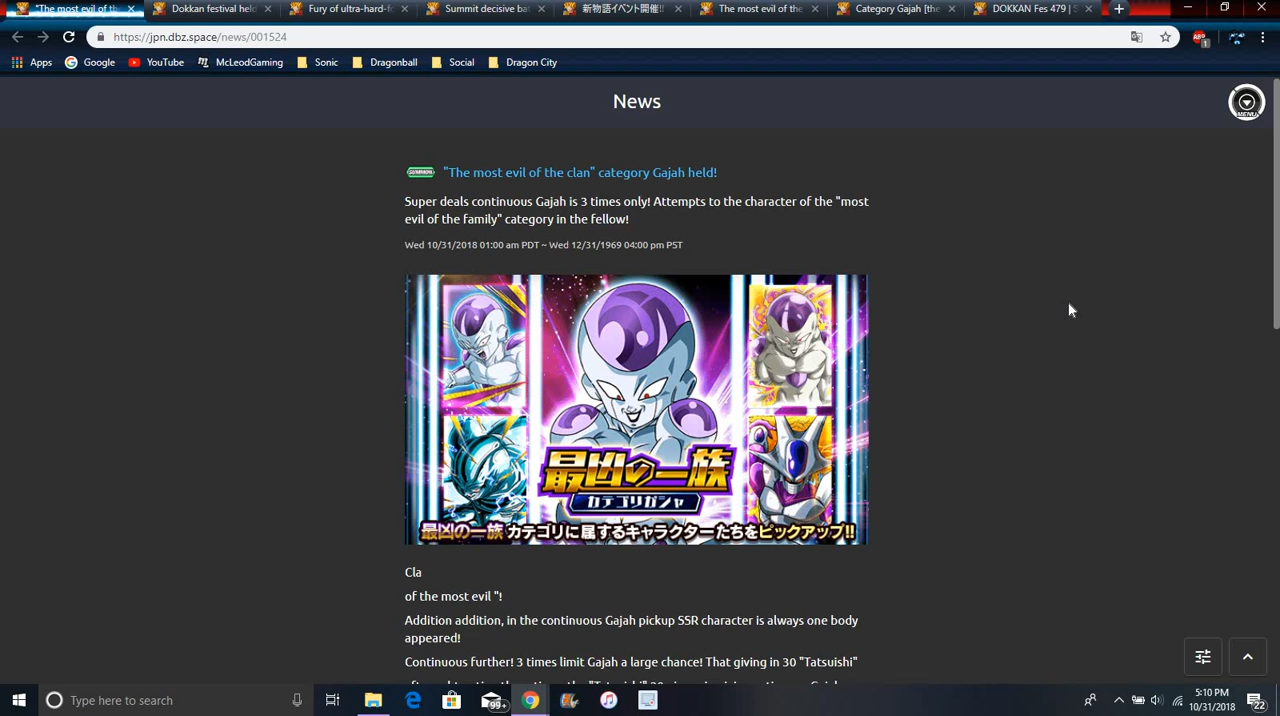 "The most evil of th
Dokkan festival held
Fury of ultra-hard-f
Summit decisive ba
新物語イベント開催!!
The most evil of the
Category Gajah [the
DOKKAN Fes 479 | S
https://jpn.dbz.space/news/001524
ABP
1
Apps
Google
YouTube
McLeodGaming
Sonic
Dragonball
Social
Dragon City
News
MENU
SUMMON
"The most evil of the clan" category Gajah held!
Super deals continuous Gajah is 3 times only! Attempts to the character of the "most
evil of the family" category in the fellow!
Wed 10/31/2018 01:00 am PDT ~ Wed 12/31/1969 04:00 pm PST
最凶の一族
カテゴリガシャ
最凶の一族 カテゴリに属するキャラクターたちをピックアップ!!
Cla
of the most evil "!
Addition addition, in the continuous Gajah pickup SSR character is always one body
appeared!
Continuous further! 3 times limit Gajah a large chance! That giving in 30 "Tatsuishi"
Type here to search
99+
5:10 PM
10/31/2018
22